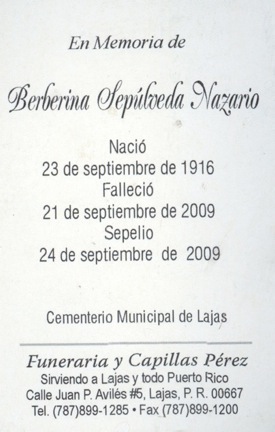 En Memoria de
Berberina Sepúlveda Nazario
Nació
23 de septiembre de 1916
Falleció
21 de septiembre de 2009
Sepelio
24 de septiembre de 2009
Cementerio Municipal de Lajas
Funeraria y Capillas Pérez
Sirviendo a Lajas y todo Puerto Rico
Calle Juan P. Avilés #5, Lajas, P. R. 00667
Tel. (787)899-1285 • Fax (787)899-1200